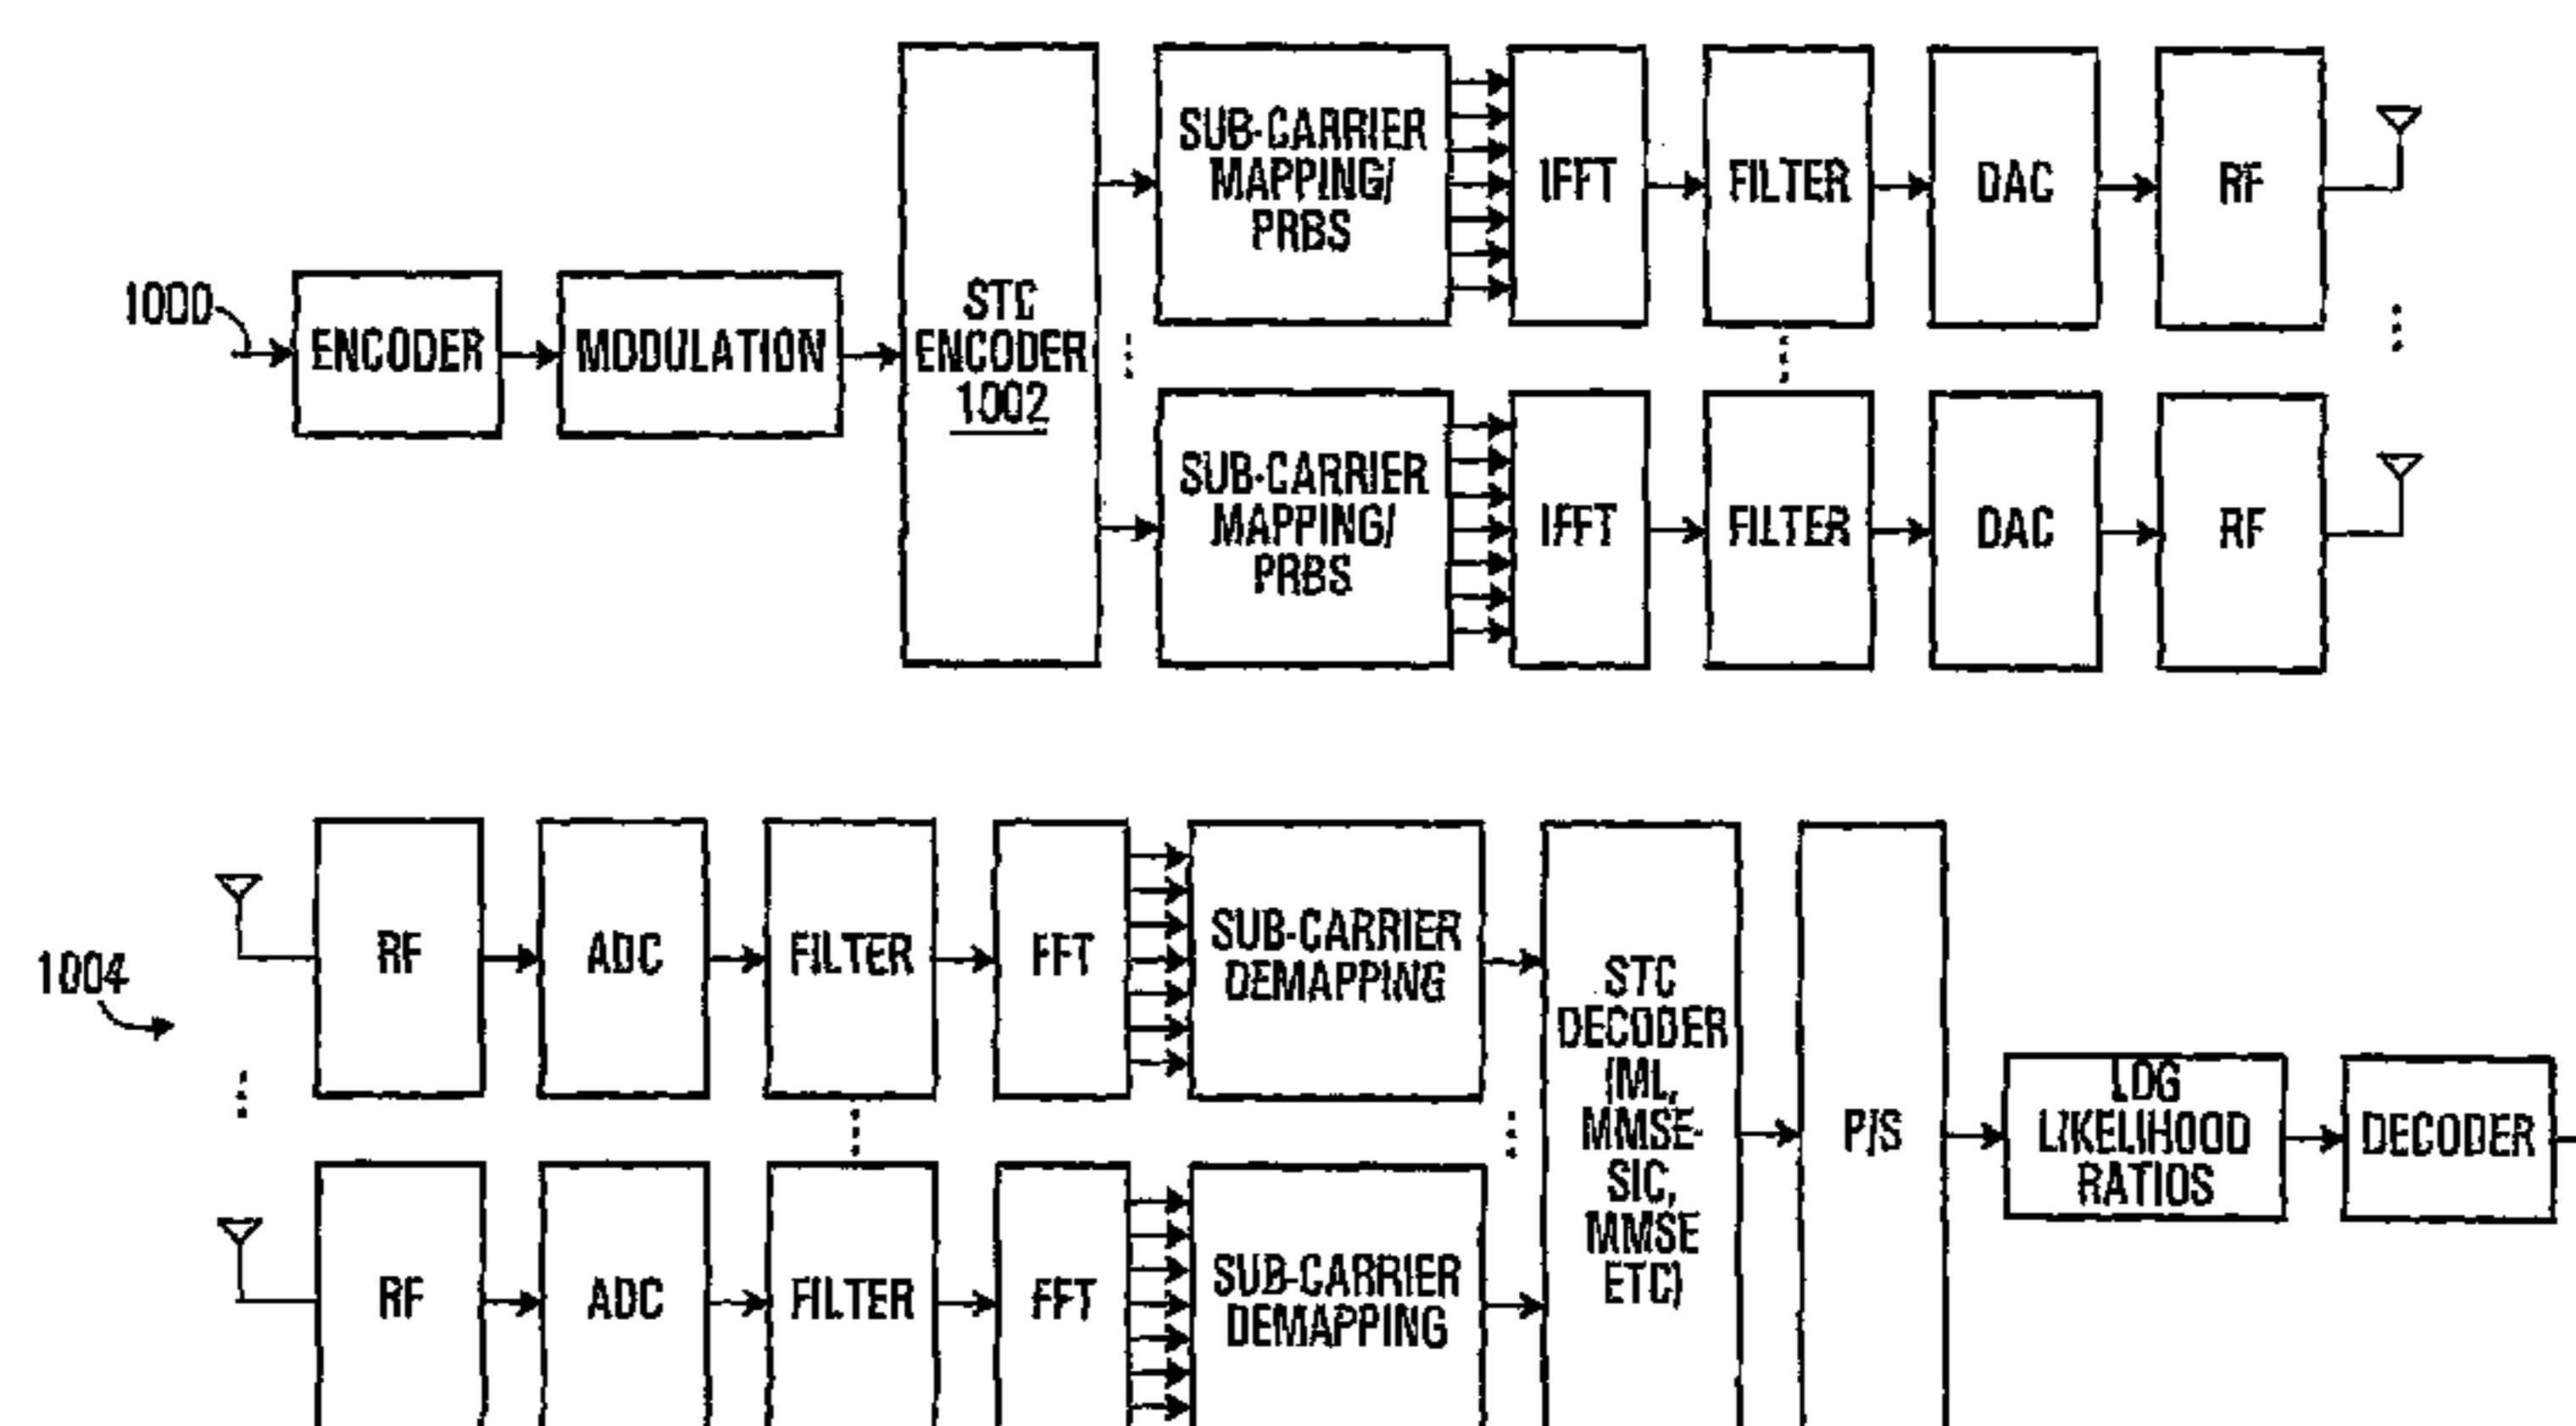 1000
ENCODER
MODULATION
STC
ENCODER
1002
SUB-CARRIER
MAPPING/
PRBS
IFFT
FILTER
DAC
RF
SUB-CARRIER
MAPPING/
PRBS
IFFT
FILTER
DAC
RF
1004
RF
ADC
FILTER
FFT
SUB-CARRIER
DEMAPPING
RF
ADC
FILTER
FFT
SUB-CARRIER
DEMAPPING
STC
DECODER
(ML,
MMSE-
SIC,
MMSE
ETC)
P/S
LOG
LIKELIHOOD
RATIOS
DECODER